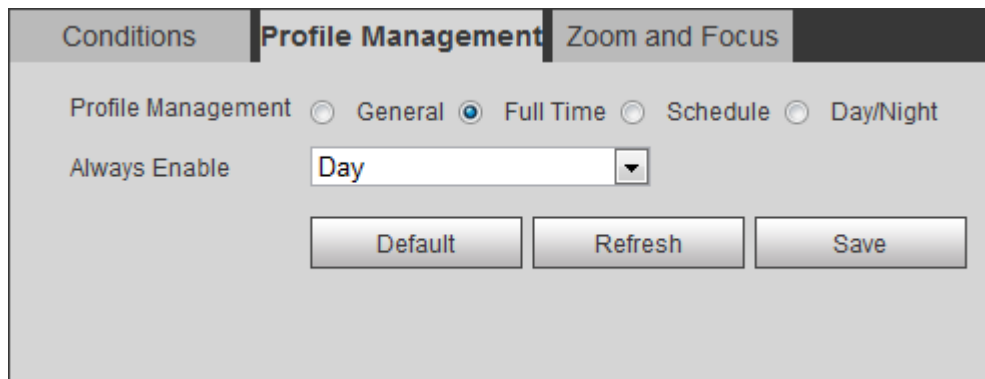 Conditions Profile Management Zoom and Focus
Profile Management General Full Time Schedule Day/Night
Always Enable Day
Default Refresh Save